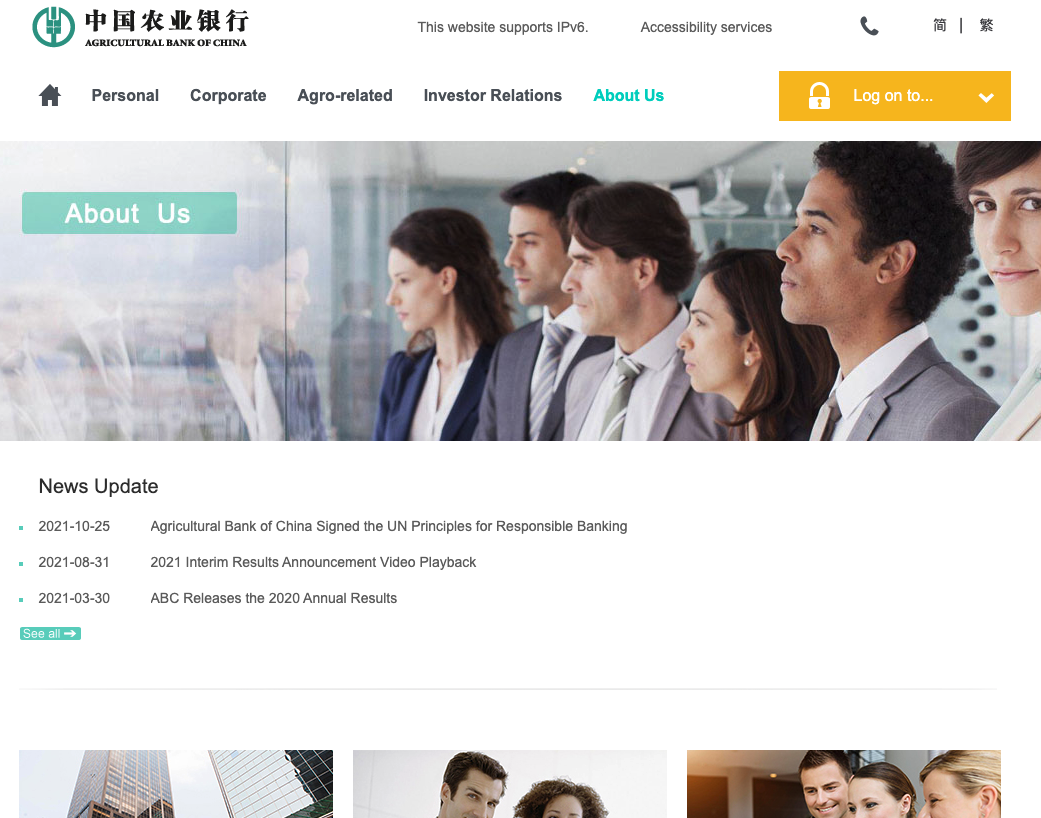 中国农业银行
AGRICULTURAL BANK OF CHINA
This website supports IPv6.
Accessibility services
简 | 繁
Personal
Corporate
Agro-related
Investor Relations
About Us
Log on to...
About Us
News Update
2021-10-25 Agricultural Bank of China Signed the UN Principles for Responsible Banking
2021-08-31 2021 Interim Results Announcement Video Playback
2021-03-30 ABC Releases the 2020 Annual Results
See all